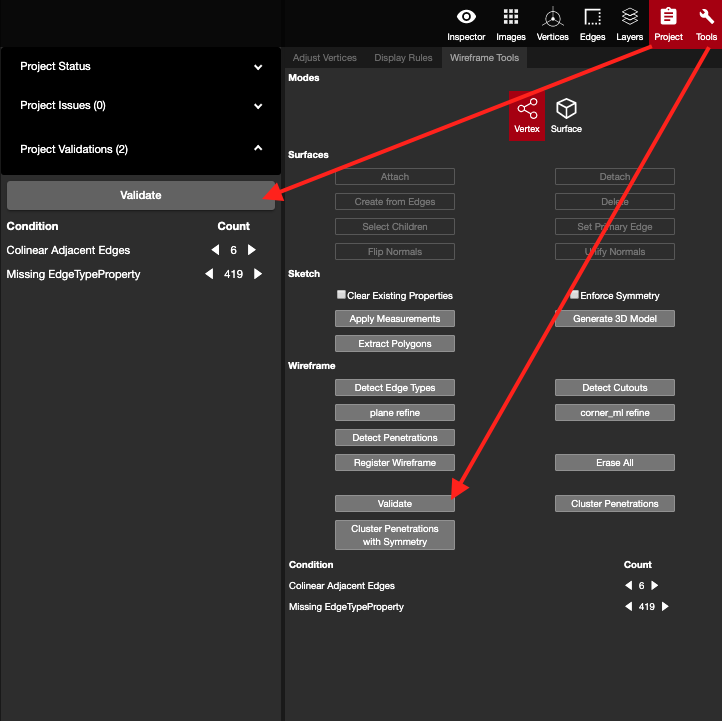 Inspector Images Vertices Edges Layers Project Tools
Project Status
Project Issues (0)
Project Validations (2)
Validate
Condition Count
Colinear Adjacent Edges 6
Missing EdgeTypeProperty 419
Adjust Vertices Display Rules Wireframe Tools
Modes
Vertex Surface
Surfaces
Attach Detach
Create from Edges Delete
Select Children Set Primary Edge
Flip Normals Unify Normals
Sketch
Clear Existing Properties Enforce Symmetry
Apply Measurements Generate 3D Model
Extract Polygons
Wireframe
Detect Edge Types Detect Cutouts
plane refine corner_ml refine
Detect Penetrations
Register Wireframe Erase All
Validate Cluster Penetrations
Cluster Penetrations
with Symmetry
Condition Count
Colinear Adjacent Edges 6
Missing EdgeTypeProperty 419